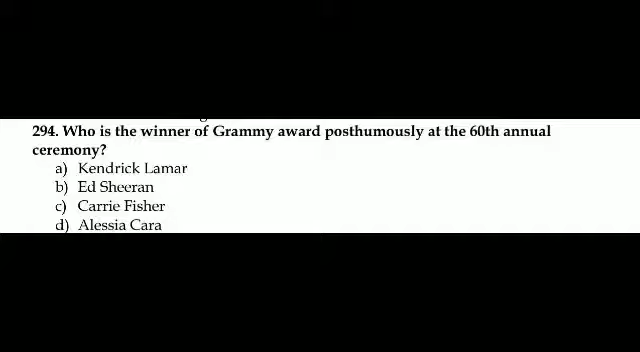 294. Who is the winner of Grammy award posthumously at the 60th annual
ceremony?
a) Kendrick Lamar
b) Ed Sheeran
c) Carrie Fisher
d) Alessia Cara